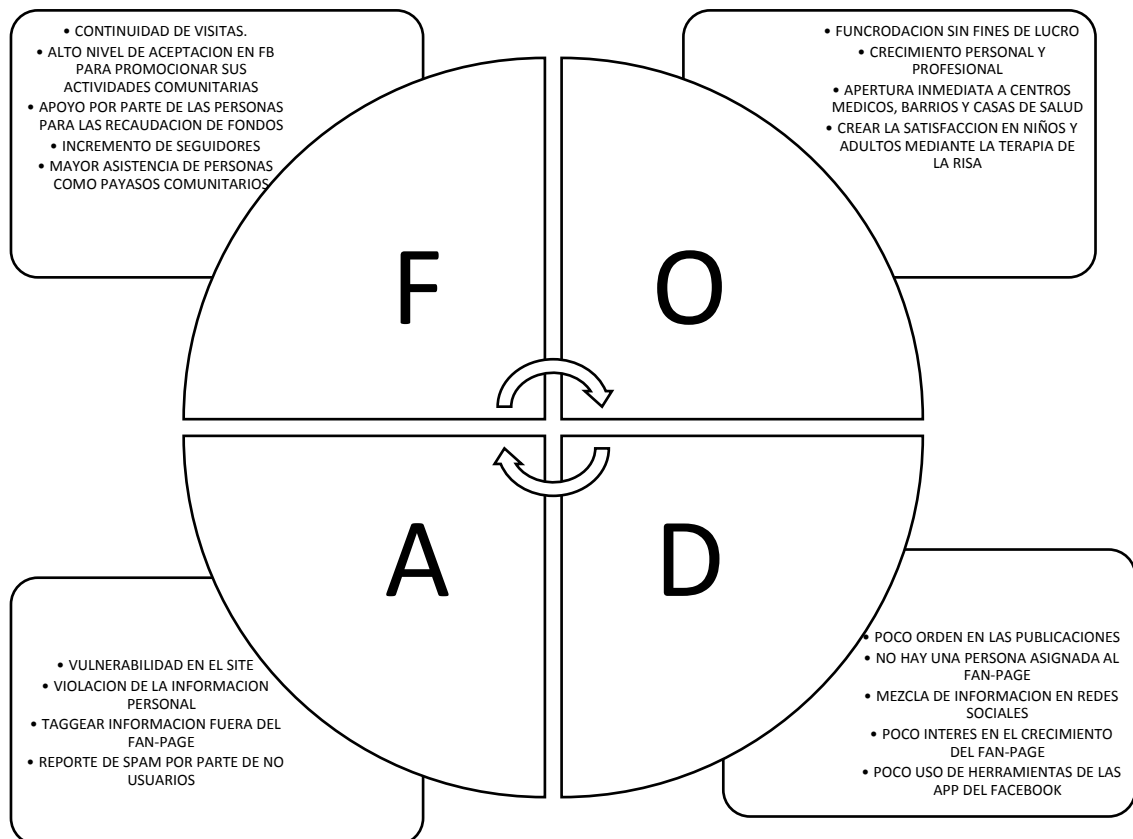 • CONTINUIDAD DE VISITAS.
• ALTO NIVEL DE ACEPTACION EN FB
PARA PROMOCIONAR SUS
ACTIVIDADES COMUNITARIAS
• APOYO POR PARTE DE LAS PERSONAS
PARA LAS RECAUDACION DE FONDOS
• INCREMENTO DE SEGUIDORES
• MAYOR ASISTENCIA DE PERSONAS
COMO PAYASOS COMUNITARIOS
• FUNCRODACION SIN FINES DE LUCRO
• CRECIMIENTO PERSONAL Y
PROFESIONAL
• APERTURA INMEDIATA A CENTROS
MEDICOS, BARRIOS Y CASAS DE SALUD
• CREAR LA SATISFACCION EN NIÑOS Y
ADULTOS MEDIANTE LA TERAPIA DE
LA RISA
F
O
A
D
• VULNERABILIDAD EN EL SITE
• VIOLACION DE LA INFORMACION
PERSONAL
• TAGGEAR INFORMACION FUERA DEL
FAN-PAGE
• REPORTE DE SPAM POR PARTE DE NO
USUARIOS
• POCO ORDEN EN LAS PUBLICACIONES
• NO HAY UNA PERSONA ASIGNADA AL
FAN-PAGE
• MEZCLA DE INFORMACION EN REDES
SOCIALES
• POCO INTERES EN EL CRECIMIENTO
DEL FAN-PAGE
• POCO USO DE HERRAMIENTAS DE LAS
APP DEL FACEBOOK